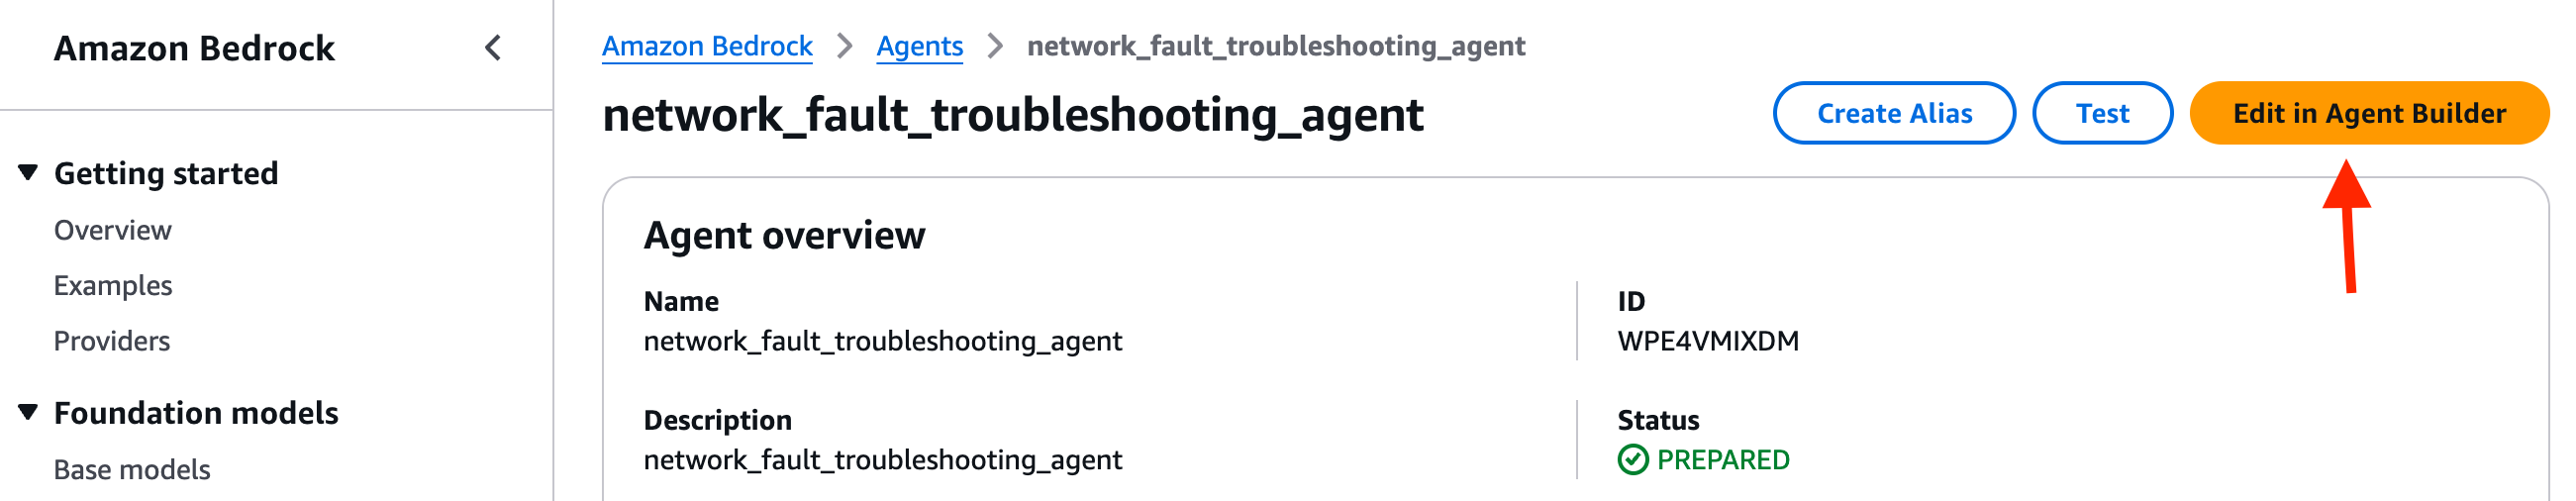 Amazon Bedrock
Getting started
Overview
Examples
Providers
Foundation models
Base models
Amazon Bedrock > Agents > network_fault_troubleshooting_agent
network_fault_troubleshooting_agent
Create Alias
Test
Edit in Agent Builder
Agent overview
Name
network_fault_troubleshooting_agent
ID
WPE4VMIXDM
Description
network_fault_troubleshooting_agent
Status
PREPARED